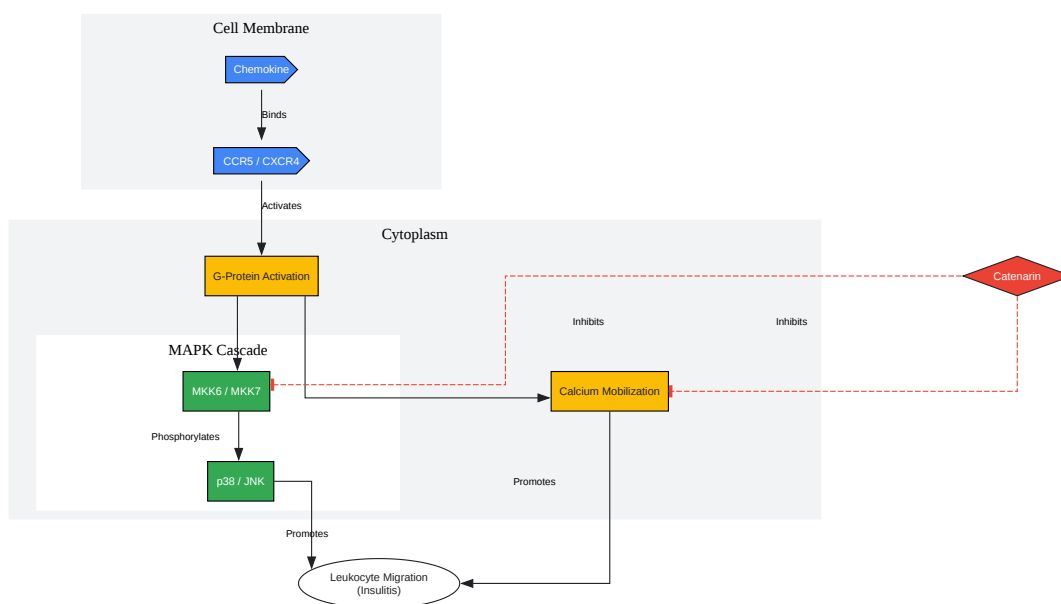 Cell Membrane
Chemokine
Binds
CCR5 / CXCR4
Activates
Cytoplasm
G-Protein Activation
Catenarin
Inhibits
Inhibits
MAPK Cascade
MKK6 / MKK7
Calcium Mobilization
Phosphorylates
p38 / JNK
Promotes
Promotes
Leukocyte Migration
(Insulitis)